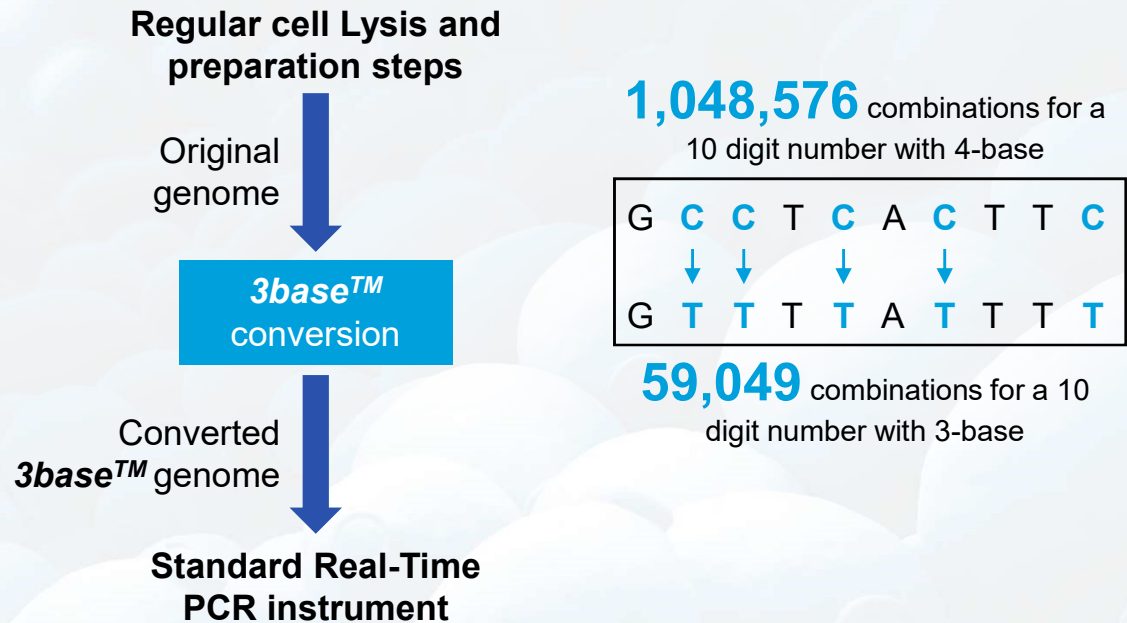 Regular cell Lysis and
preparation steps
Original
genome
3base™
conversion
Converted
3base™ genome
Standard Real-Time
PCR instrument
1,048,576 combinations for a
10 digit number with 4-base
G C C T C A C T T C
G T T T T A T T T T
59,049 combinations for a 10
digit number with 3-base